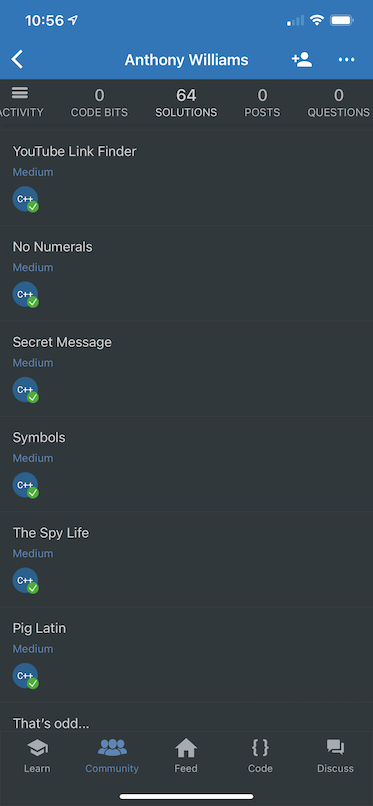 10:56
Anthony Williams
0 64 0 0
ACTIVITY CODE BITS SOLUTIONS POSTS QUESTIONS
YouTube Link Finder
Medium
C++
No Numerals
Medium
C++
Secret Message
Medium
C++
Symbols
Medium
C++
The Spy Life
Medium
C++
Pig Latin
Medium
C++
That's odd...
Learn Community Feed Code Discuss